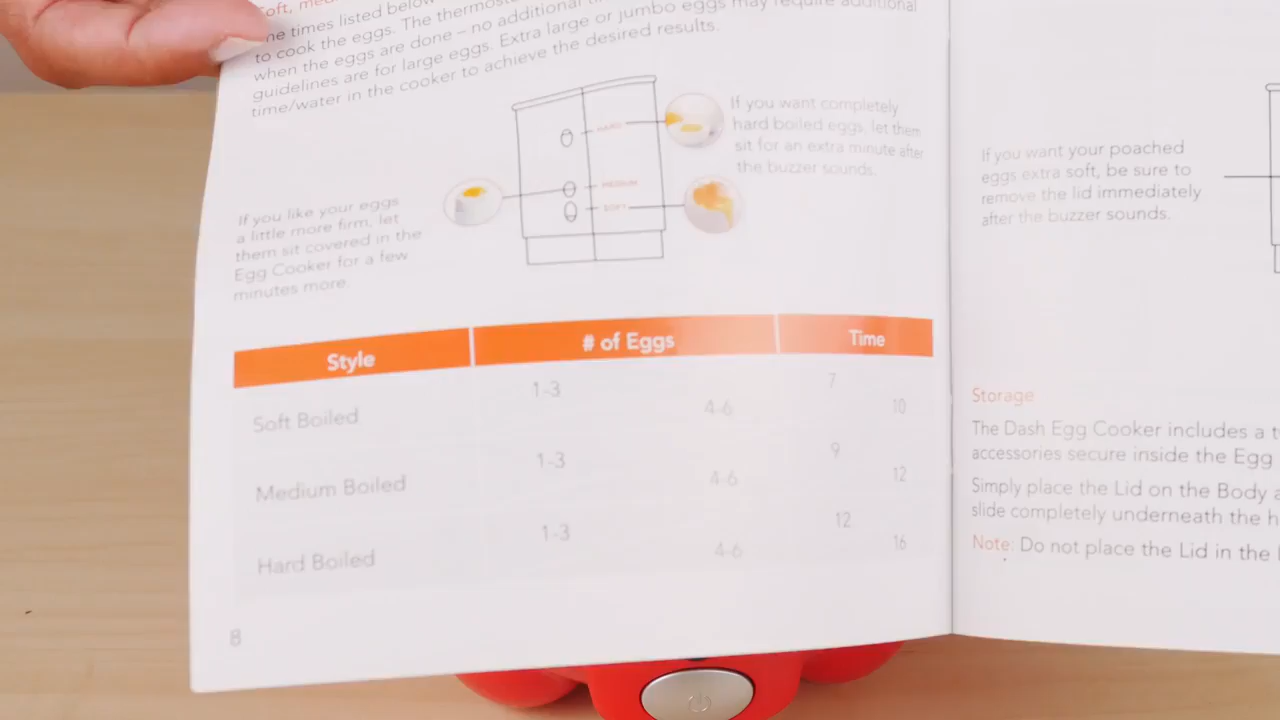 Soft,
times listed below
to cook the eggs. The
when the eggs are done – no additional
guidelines are for large eggs. Extra large or jumbo eggs may require additional
time/water in the cooker to achieve the desired results.
If you want completely
hard boiled eggs, let them
sit for an extra minute after
the buzzer sounds.
HARD
MEDIUM
SOFT
If you like your eggs
a little more firm, let
them sit covered in the
Egg Cooker for a few
minutes more.
Style # of Eggs Time
Soft Boiled 1-3 7
4-6 10
Medium Boiled 1-3 9
4-6 12
Hard Boiled 1-3 12
4-6 16
8
If you want your poached
eggs extra soft, be sure to
remove the lid immediately
after the buzzer sounds.
Storage
The Dash Egg Cooker includes a
accessories secure inside the Egg
Simply place the Lid on the Body
slide completely underneath the
Note: Do not place the Lid in the